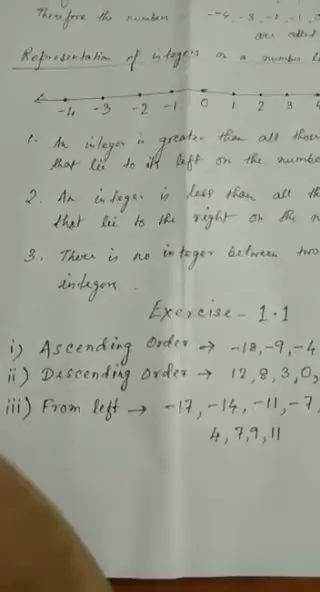 Therefore the number -4, -3, -2, -1,
are called
Representation of integers on a number
-4 -3 -2 -1 0 1 2 3 4
1. An integer is greater than all those
that lie to its left on the number
2. An integer is less than all
that lie to the right on the
3. There is no integer between two
integers.
Exercise - 1.1
i) Ascending Order → -18, -9, -4
ii) Descending order → 12, 8, 3, 0,
iii) From left → -17, -14, -11, -7,
4, 7, 9, 11